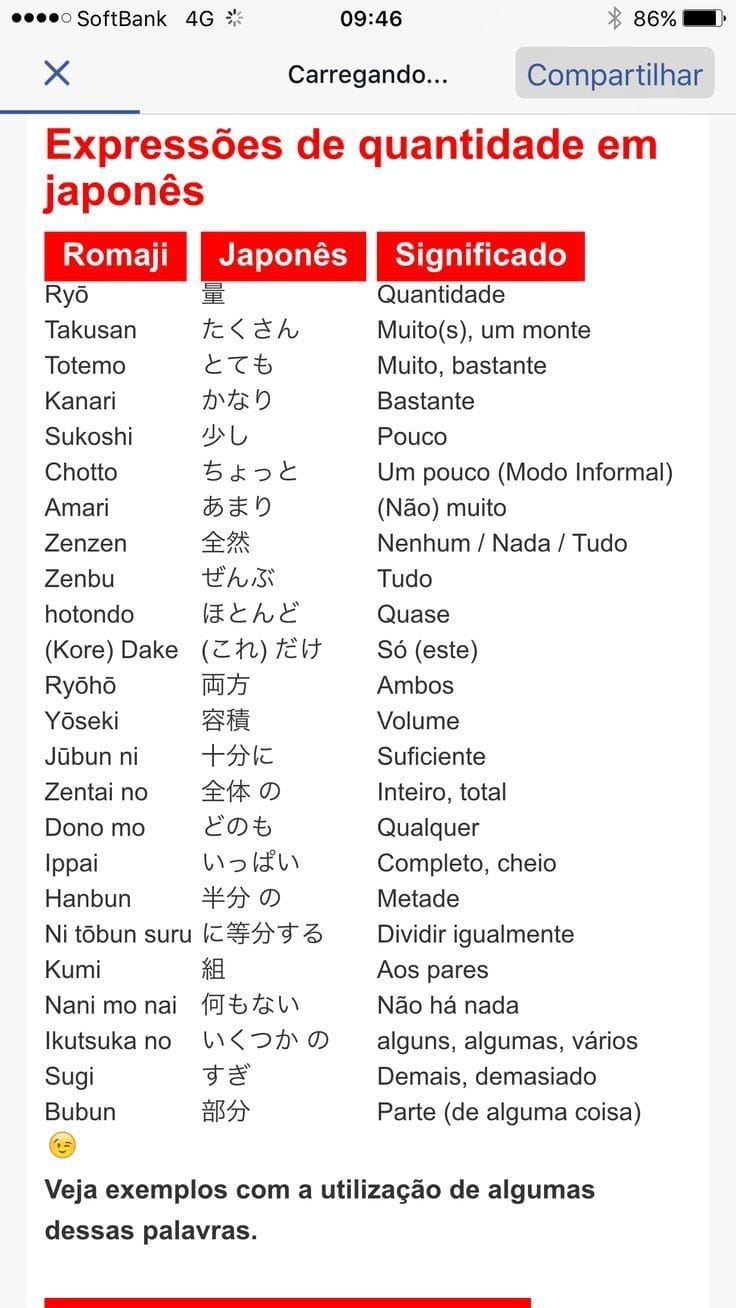 SoftBank 4G 09:46 86%
Carregando... Compartilhar
Expressões de quantidade em
japonês
Romaji Japonês Significado
Ryō 量 Quantidade
Takusan たくさん Muito(s), um monte
Totemo とても Muito, bastante
Kanari かなり Bastante
Sukoshi 少し Pouco
Chotto ちょっと Um pouco (Modo Informal)
Amari あまり (Não) muito
Zenzen 全然 Nenhum / Nada / Tudo
Zenbu ぜんぶ Tudo
hotondo ほとんど Quase
(Kore) Dake (これ) だけ Só (este)
Ryōhō 両方 Ambos
Yōseki 容積 Volume
Jūbun ni 十分に Suficiente
Zentai no 全体 の Inteiro, total
Dono mo どのも Qualquer
Ippai いっぱい Completo, cheio
Hanbun 半分 の Metade
Ni tōbun suru に等分する Dividir igualmente
Kumi 組 Aos pares
Nani mo nai 何もない Não há nada
Ikutsuka no いくつか の alguns, algumas, vários
Sugi すぎ Demais, demasiado
Bubun 部分 Parte (de alguma coisa)
😉
Veja exemplos com a utilização de algumas
dessas palavras.